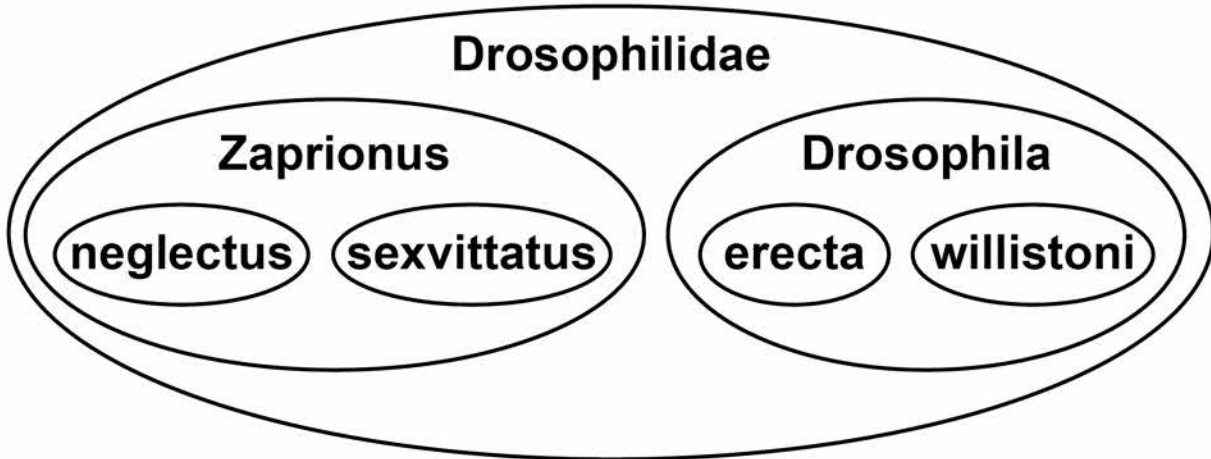 Drosophilidae
Zaprionus
neglectus
sexvittatus
Drosophila
erecta
willistoni